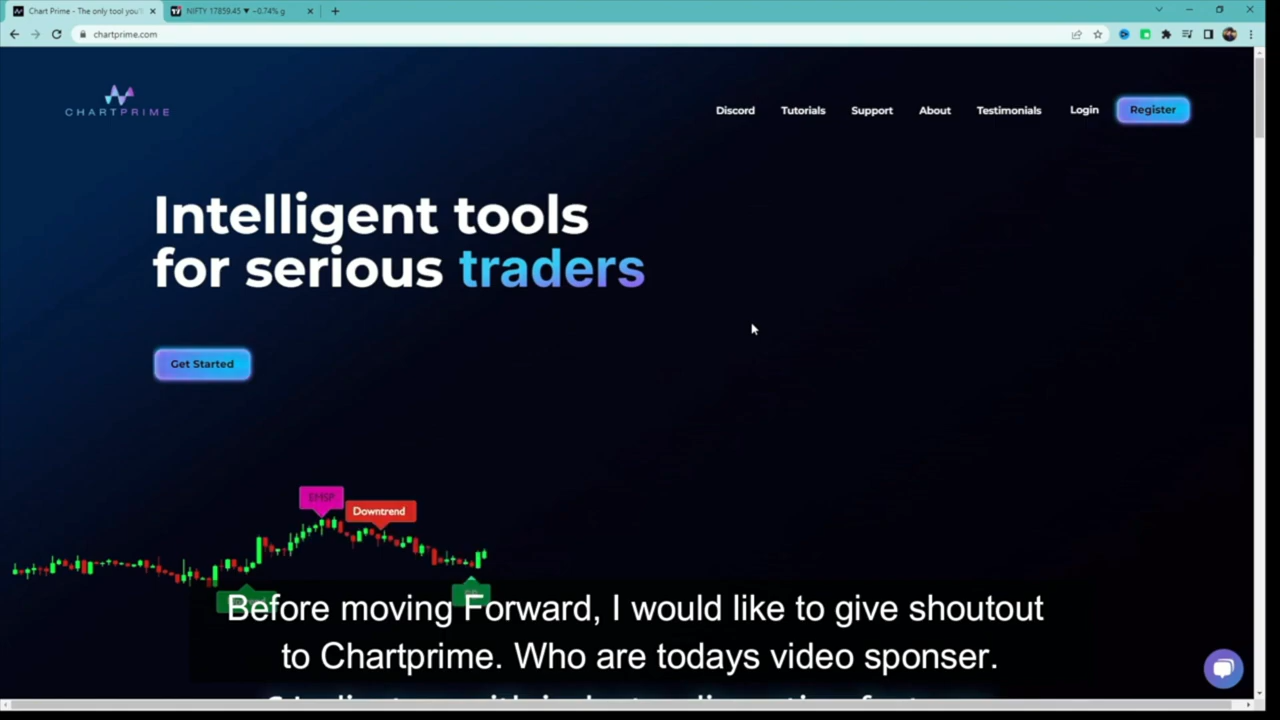 Chart Prime - The only tool you'll
NIFTY 17859.45 ▼ −0.74% g
chartprime.com
CHARTPRIME
Discord
Tutorials
Support
About
Testimonials
Login
Register
Intelligent tools
for serious traders
Get Started
EMSP
Downtrend
Before moving Forward, I would like to give shoutout
to Chartprime. Who are todays video sponser.